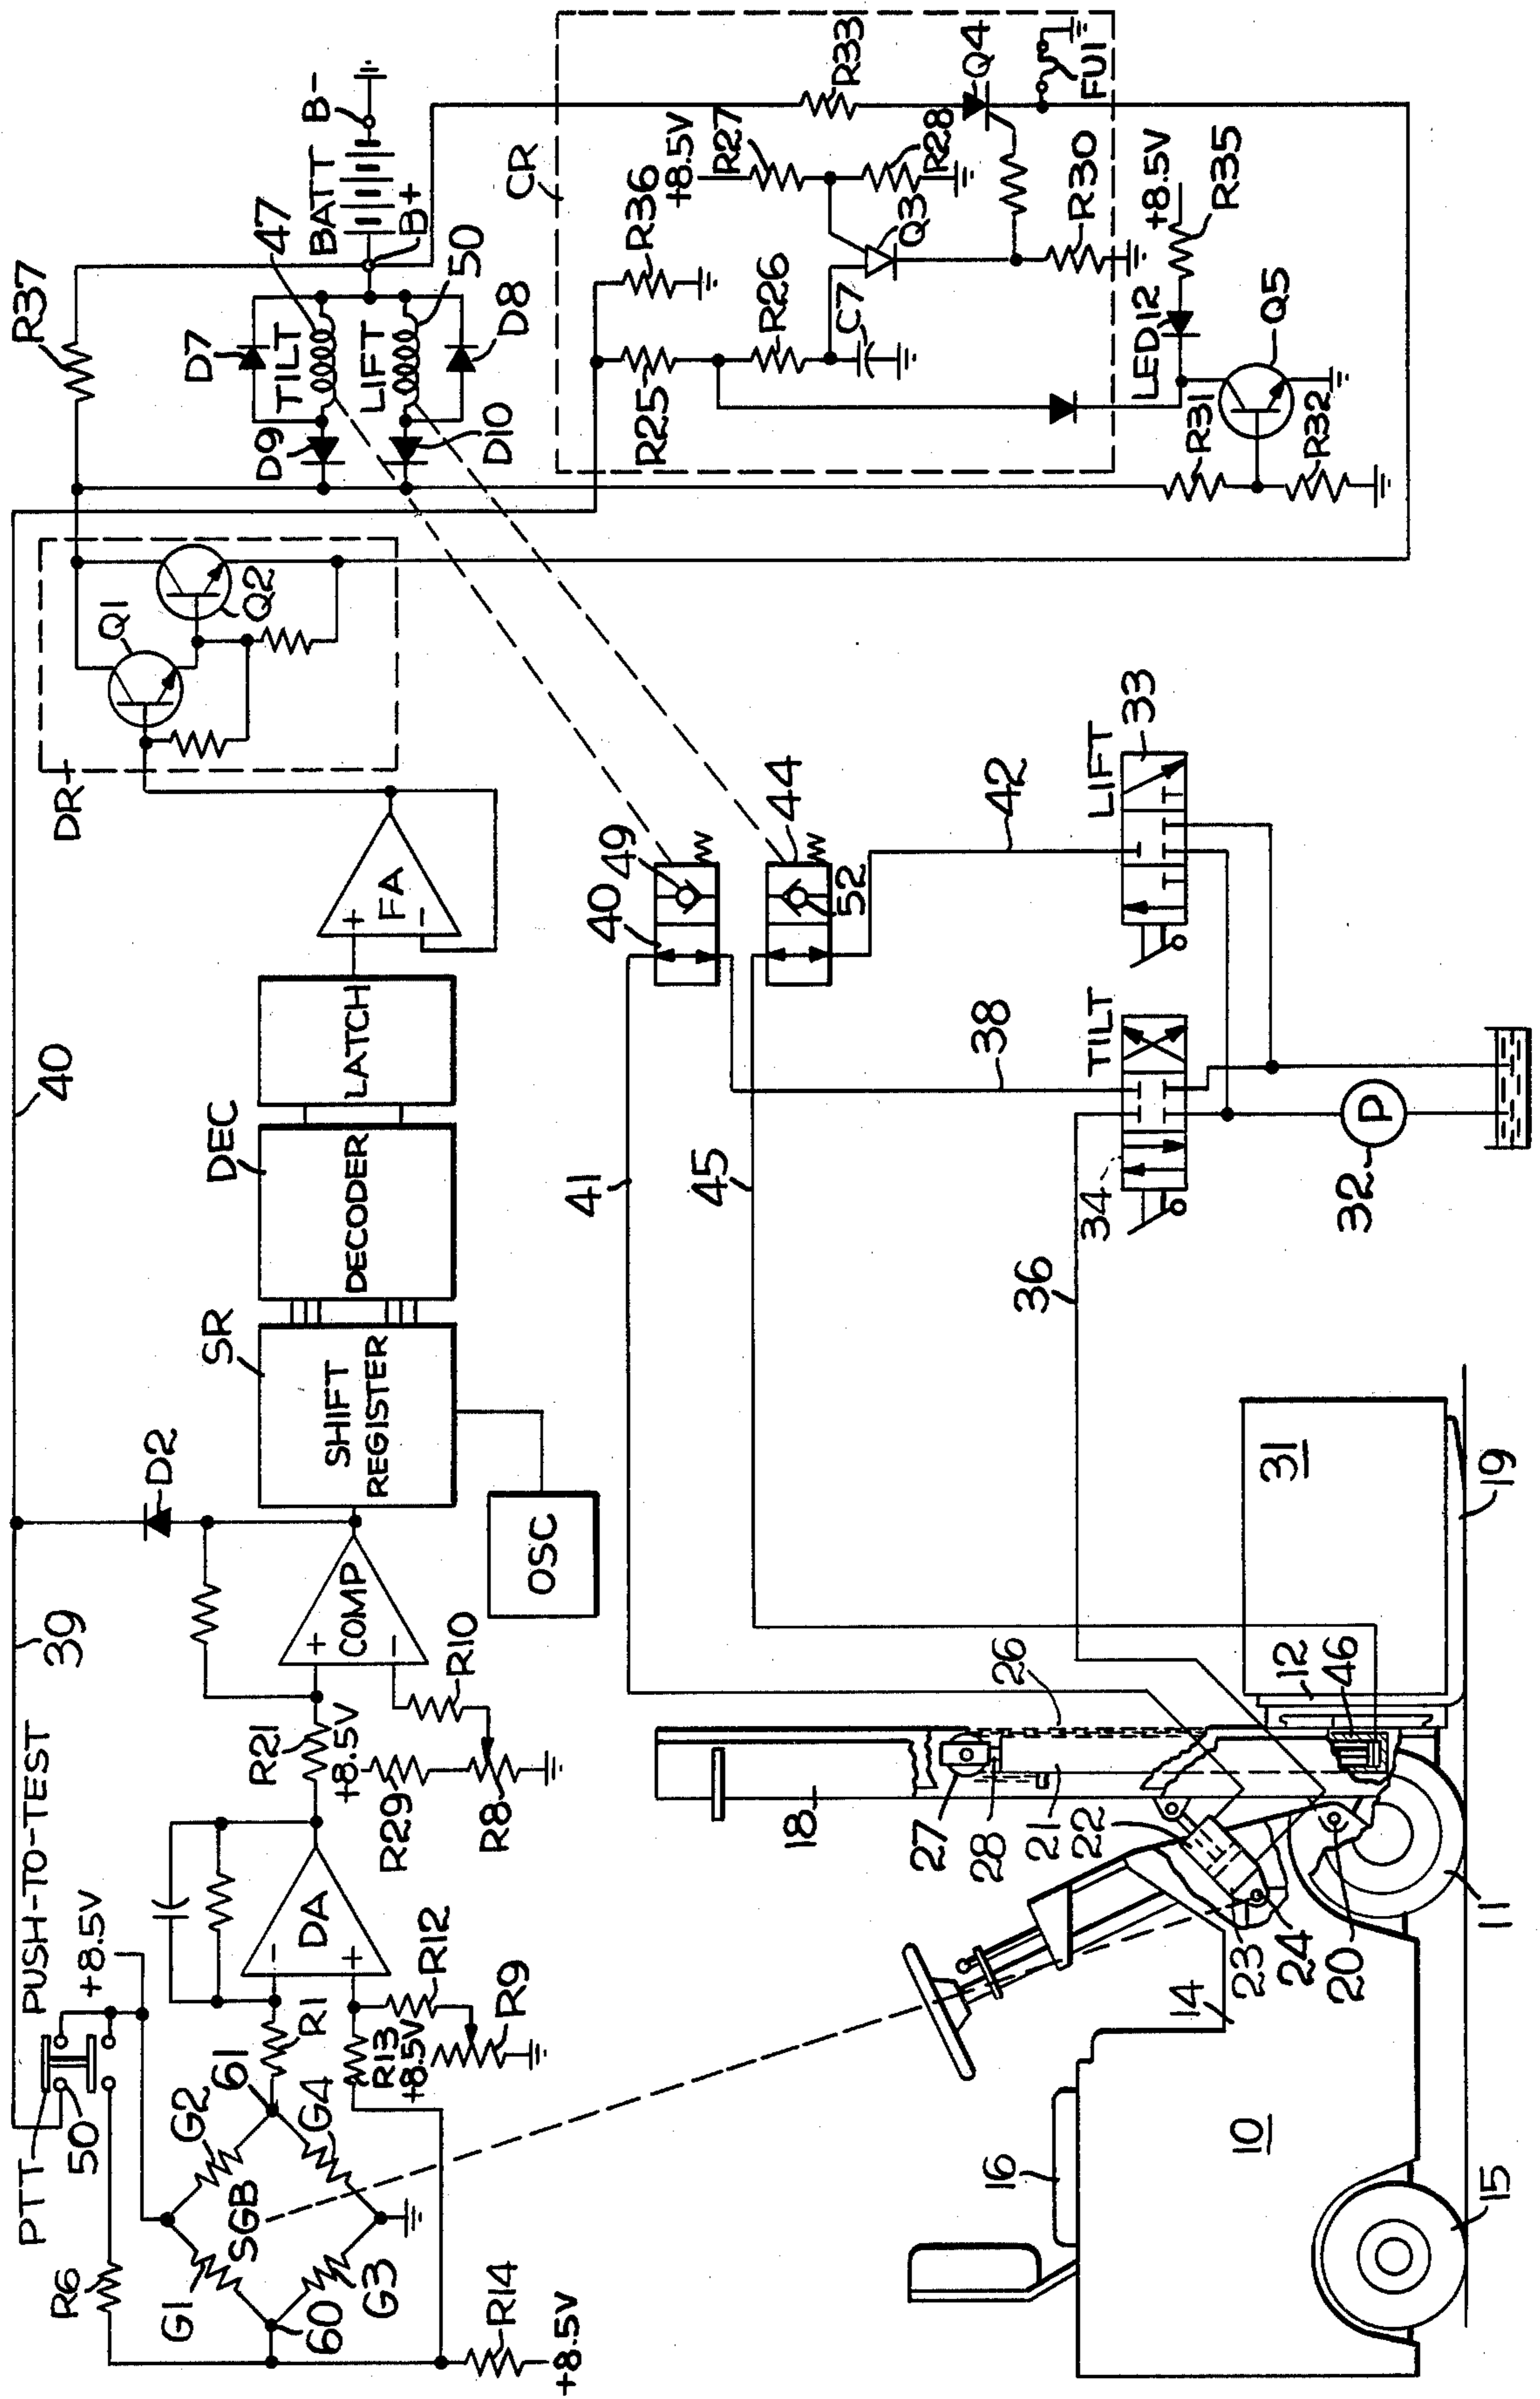 PTT
PUSH-TO-TEST
39
40
50
+8.5V
R6
G1
G2
SGB
G3
G4
60
61
R14
+8.5V
R1
R13
+8.5V
R12
R9
DA
-
+
R21
+8.5V
R29
R8
R10
COMP
+
-
D2
OSC
SR
SHIFT
REGISTER
DEC
DECODER
LATCH
FA
+
-
DR
Q1
Q2
R37
D7
TILT
47
D9
LIFT
50
D10
D8
BATT
B+
B-
CR
R36
R25
R26
C7
+8.5V
R27
R28
Q3
R33
Q4
FU1
R30
+8.5V
R35
LED12
Q5
R31
R32
40
49
44
52
41
45
38
42
36
TILT
34
LIFT
33
32
P
10
11
12
14
15
16
18
19
20
21
22
23
24
26
27
28
31
46